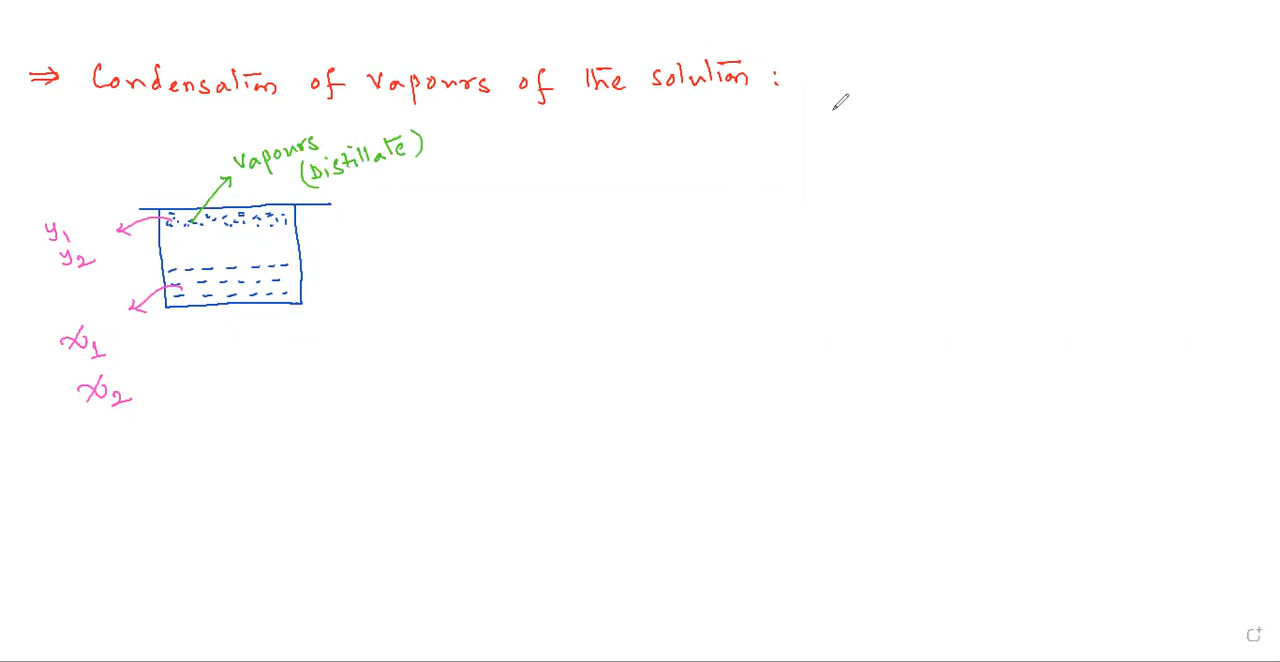 ⇒ Condensation of vapours of the solution :
vapours
(Distillate)
y1
y2
x1
x2